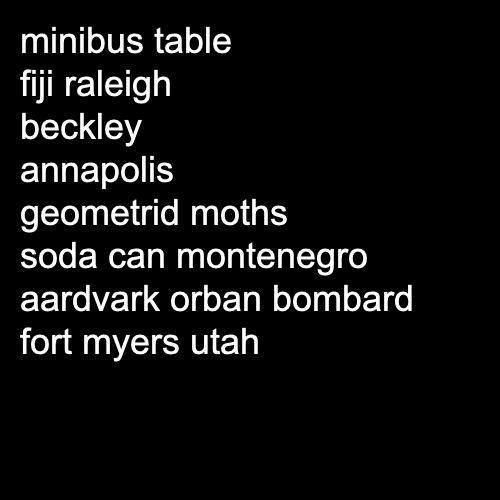 minibus table
fiji raleigh
beckley
annapolis
geometrid moths
soda can montenegro
aardvark orban bombard
fort myers utah